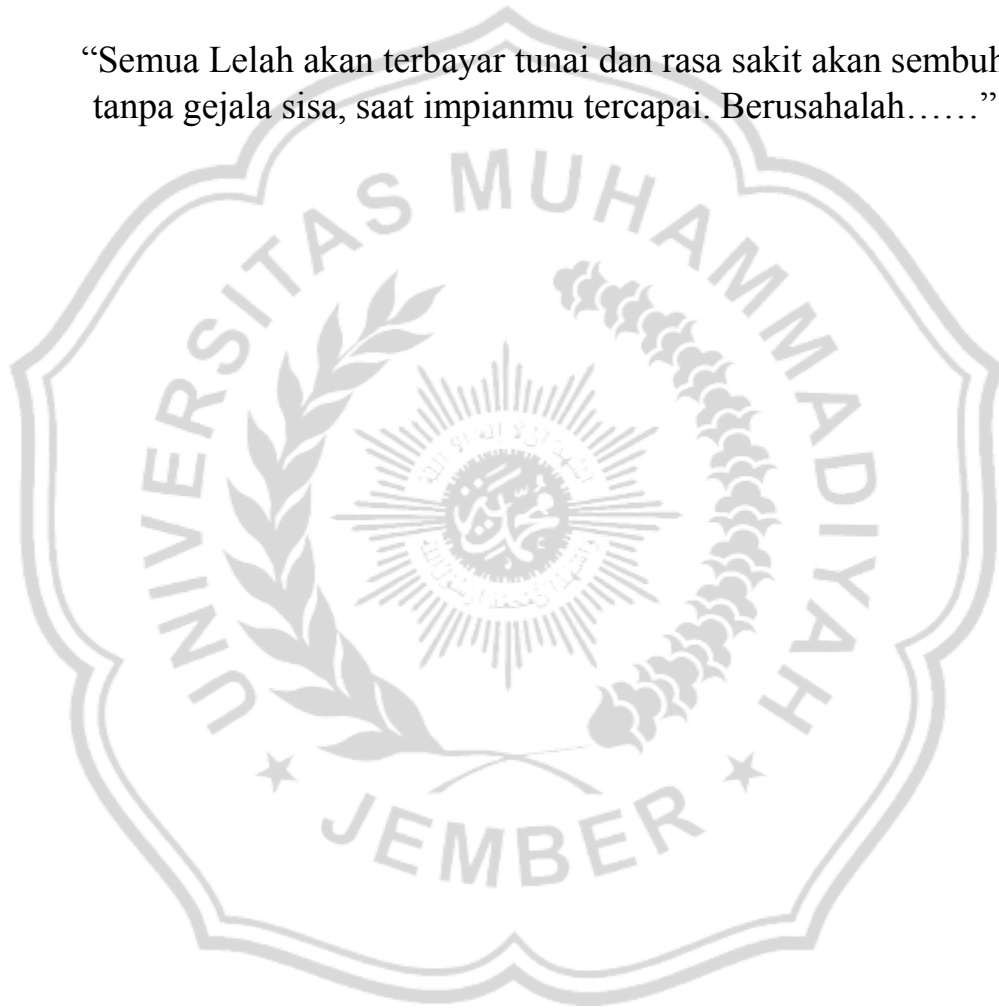 “Semua Lelah akan terbayar tunai dan rasa sakit akan sembuh
tanpa gejala sisa, saat impianmu tercapai. Berusahalah……”
UNIVERSITAS MUHAMMADIYAH
JEMBER